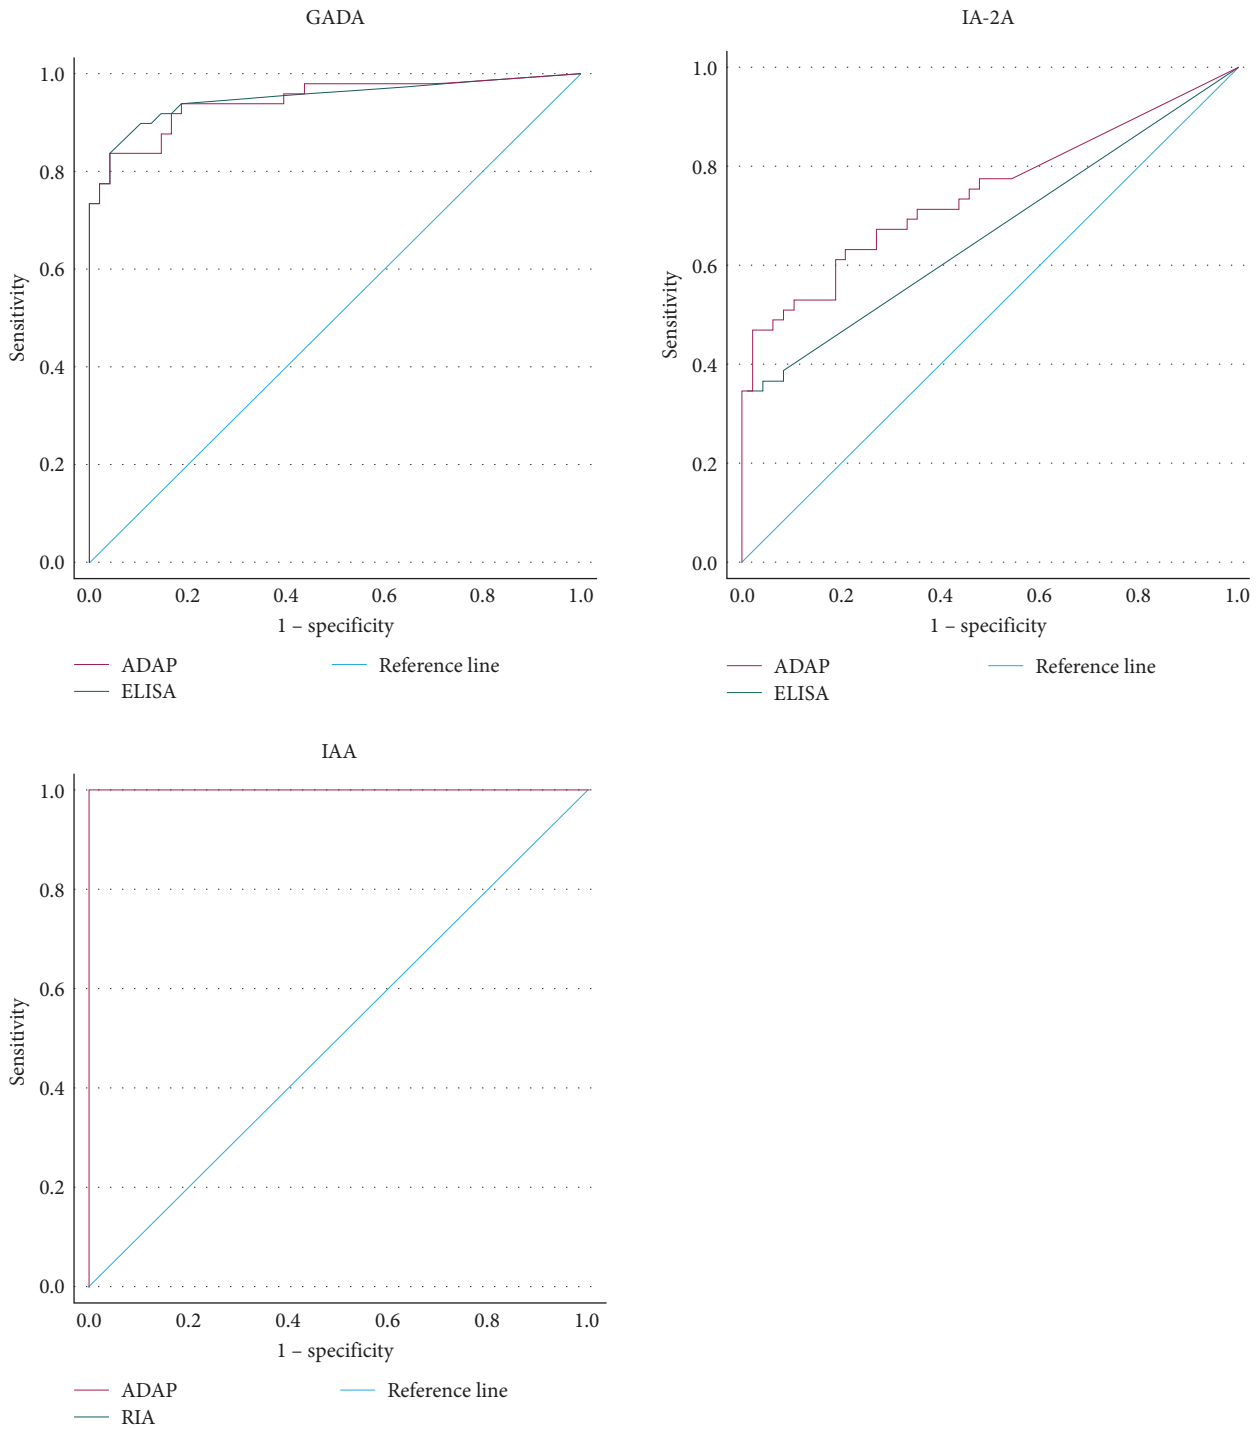 GADA
1.0
0.8
0.6
0.4
0.2
0.0
Sensitivity
0.0 0.2 0.4 0.6 0.8 1.0
1 – specificity
ADAP
ELISA
Reference line
IA-2A
1.0
0.8
0.6
0.4
0.2
0.0
Sensitivity
0.0 0.2 0.4 0.6 0.8 1.0
1 – specificity
ADAP
ELISA
Reference line
IAA
1.0
0.8
0.6
0.4
0.2
0.0
Sensitivity
0.0 0.2 0.4 0.6 0.8 1.0
1 – specificity
ADAP
RIA
Reference line